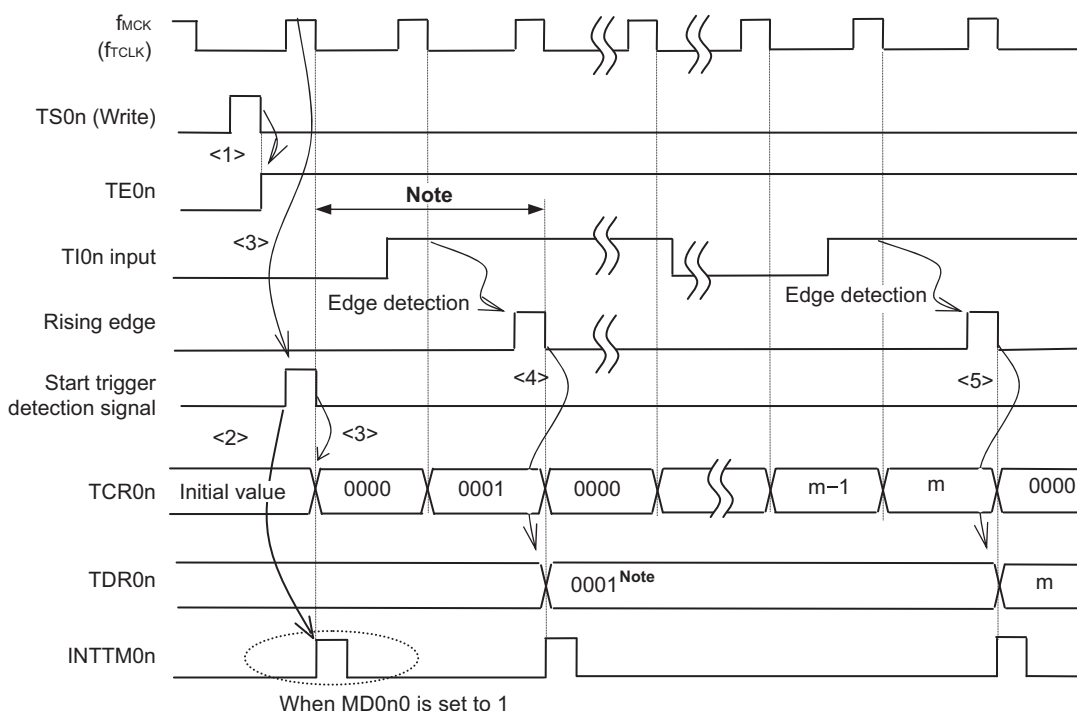 fMCK
(fTCLK)
TS0n (Write)
<1>
TE0n
Note
<3>
TI0n input
Edge detection
Edge detection
Rising edge
<4>
<5>
Start trigger
detection signal
<2>
<3>
TCR0n
Initial value
0000
0001
0000
m−1
m
0000
TDR0n
0001Note
m
INTTM0n
When MD0n0 is set to 1